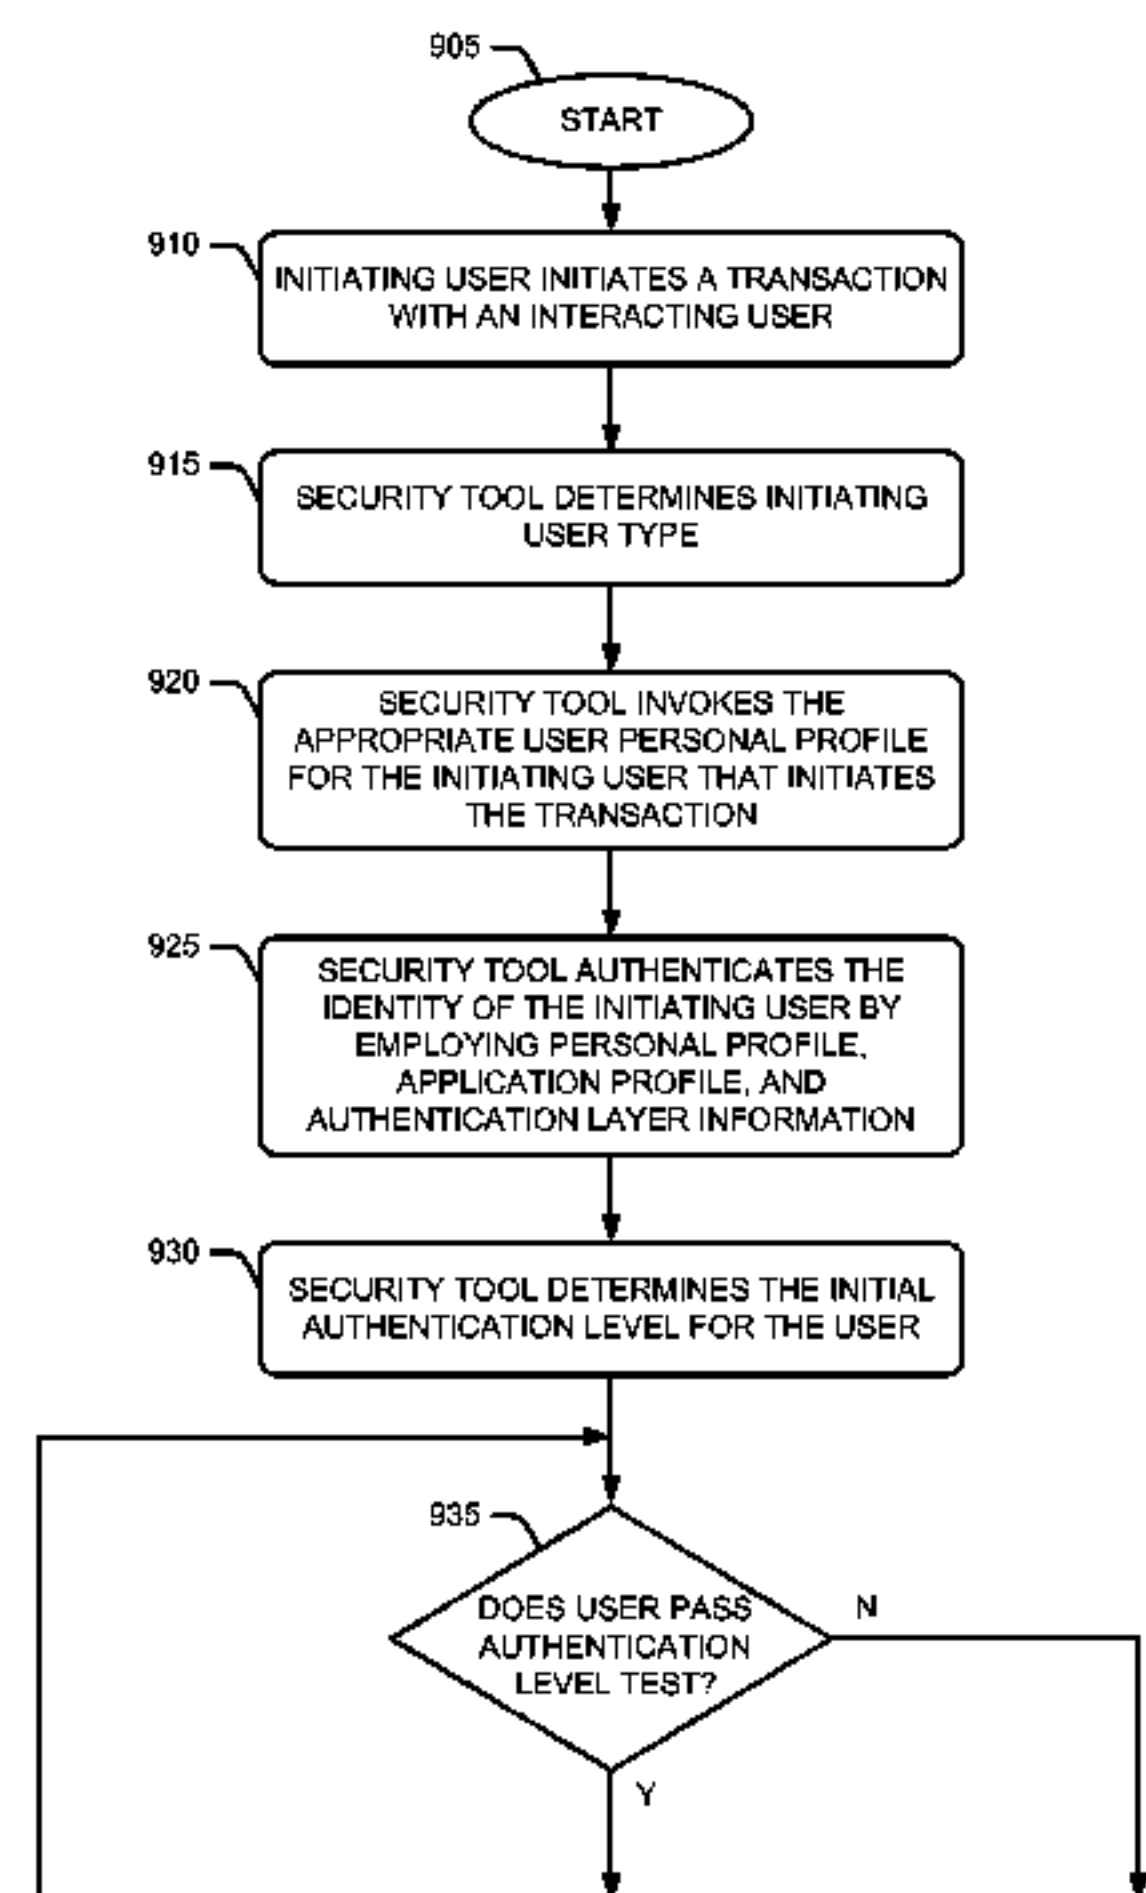 905
START
910
INITIATING USER INITIATES A TRANSACTION
WITH AN INTERACTING USER
915
SECURITY TOOL DETERMINES INITIATING
USER TYPE
920
SECURITY TOOL INVOKES THE
APPROPRIATE USER PERSONAL PROFILE
FOR THE INITIATING USER THAT INITIATES
THE TRANSACTION
925
SECURITY TOOL AUTHENTICATES THE
IDENTITY OF THE INITIATING USER BY
EMPLOYING PERSONAL PROFILE,
APPLICATION PROFILE, AND
AUTHENTICATION LAYER INFORMATION
930
SECURITY TOOL DETERMINES THE INITIAL
AUTHENTICATION LEVEL FOR THE USER
935
DOES USER PASS
AUTHENTICATION
LEVEL TEST?
N
Y